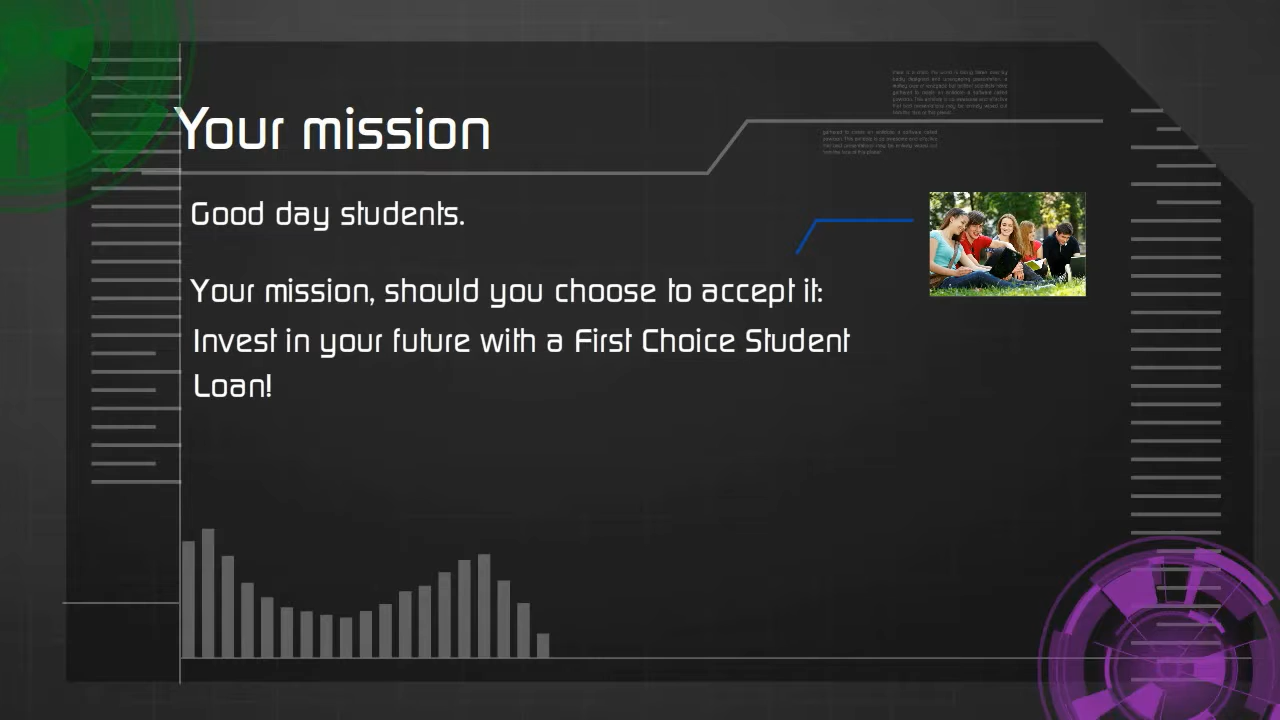 Your mission
Good day students.
Your mission, should you choose to accept it:
Invest in your future with a First Choice Student
Loan!